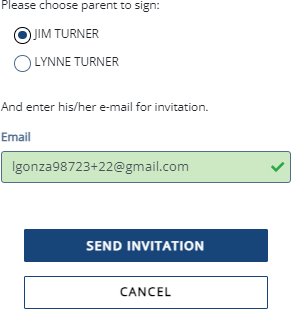 Please choose parent to sign:
JIM TURNER
LYNNE TURNER
And enter his/her e-mail for invitation.
Email
lgonza98723+22@gmail.com
SEND INVITATION
CANCEL